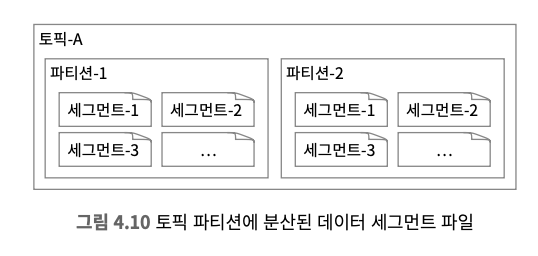 토픽-A
파티션-1
세그먼트-1
세그먼트-2
세그먼트-3
...
파티션-2
세그먼트-1
세그먼트-2
세그먼트-3
...
그림 4.10 토픽 파티션에 분산된 데이터 세그먼트 파일